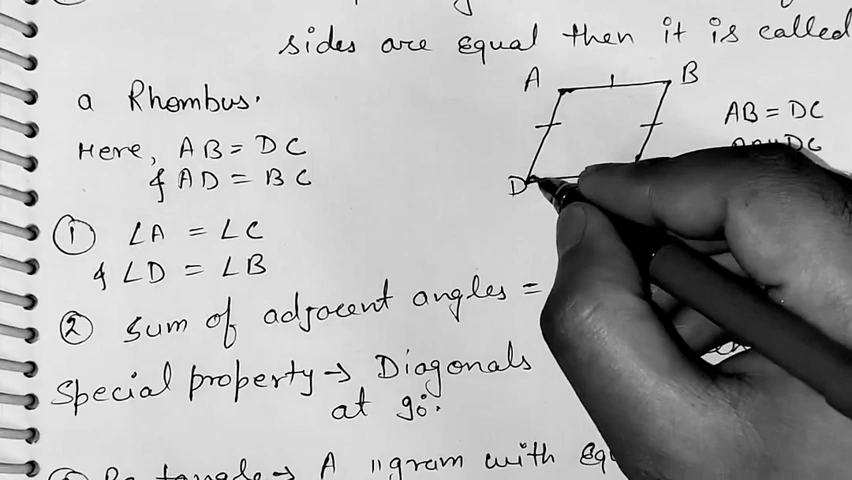 sides are equal then it is called
a Rhombus.
A
B
D
Here, AB = DC
& AD = BC
AB = DC
① ∠A = ∠C
& ∠D = ∠B
② Sum of adjacent angles =
Special property → Diagonals
at 90°.
A 11gram with